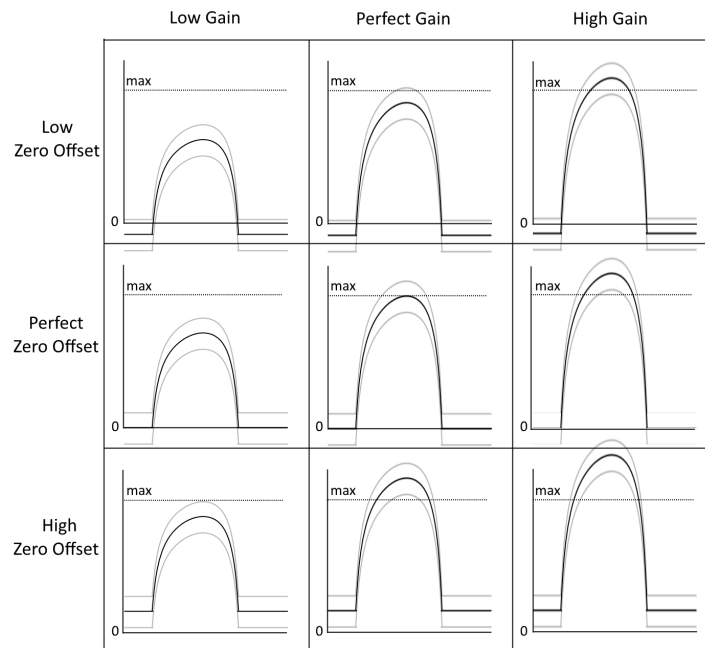 Low Gain
Perfect Gain
High Gain
Low
Zero Offset
max
0
max
0
max
0
Perfect
Zero Offset
max
0
max
0
max
0
High
Zero Offset
max
0
max
0
max
0